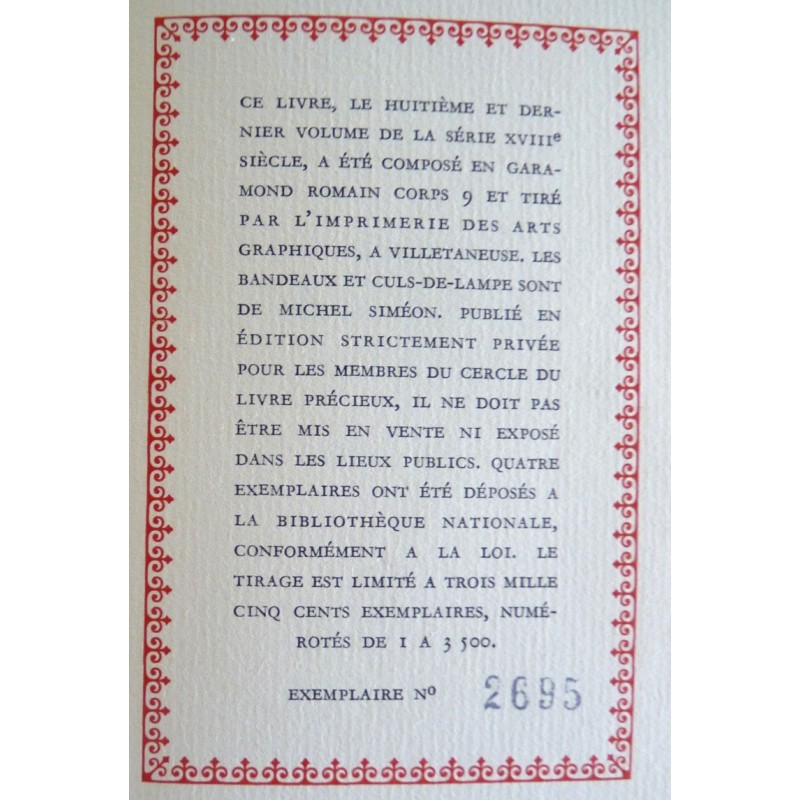 CE LIVRE, LE HUITIÈME ET DER-
NIER VOLUME DE LA SÉRIE XVIIIe
SIÈCLE, A ÉTÉ COMPOSÉ EN GARA-
MOND ROMAIN CORPS 9 ET TIRÉ
PAR L'IMPRIMERIE DES ARTS
GRAPHIQUES, A VILLETANEUSE. LES
BANDEAUX ET CULS-DE-LAMPE SONT
DE MICHEL SIMÉON. PUBLIÉ EN
ÉDITION STRICTEMENT PRIVÉE
POUR LES MEMBRES DU CERCLE DU
LIVRE PRÉCIEUX, IL NE DOIT PAS
ÊTRE MIS EN VENTE NI EXPOSÉ
DANS LES LIEUX PUBLICS. QUATRE
EXEMPLAIRES ONT ÉTÉ DÉPOSÉS A
LA BIBLIOTHÈQUE NATIONALE,
CONFORMÉMENT A LA LOI. LE
TIRAGE EST LIMITÉ A TROIS MILLE
CINQ CENTS EXEMPLAIRES, NUMÉ-
ROTÉS DE 1 A 3 500.
EXEMPLAIRE No 2695